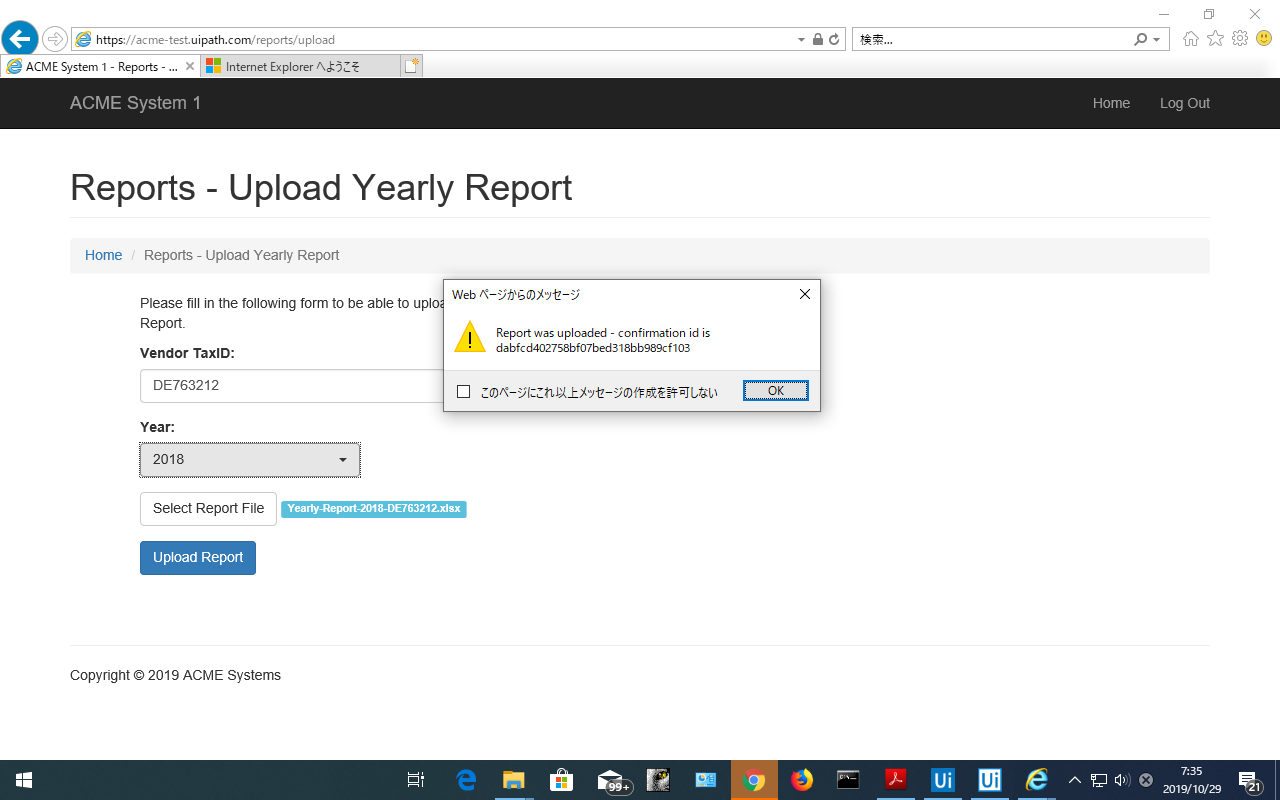 https://acme-test.uipath.com/reports/upload
検索...
ACME System 1 - Reports - ...
Internet Explorer へようこそ
ACME System 1
Home
Log Out
Reports - Upload Yearly Report
Home / Reports - Upload Yearly Report
Please fill in the following form to be able to uploa
Report.
Vendor TaxID:
DE763212
Year:
2018
Select Report File
Yearly-Report-2018-DE763212.xlsx
Upload Report
Web ページからのメッセージ
Report was uploaded - confirmation id is
dabfcd402758bf07bed318bb989cf103
このページにこれ以上メッセージの作成を許可しない
OK
Copyright © 2019 ACME Systems
99+
Ui
Ui
7:35
2019/10/29
21